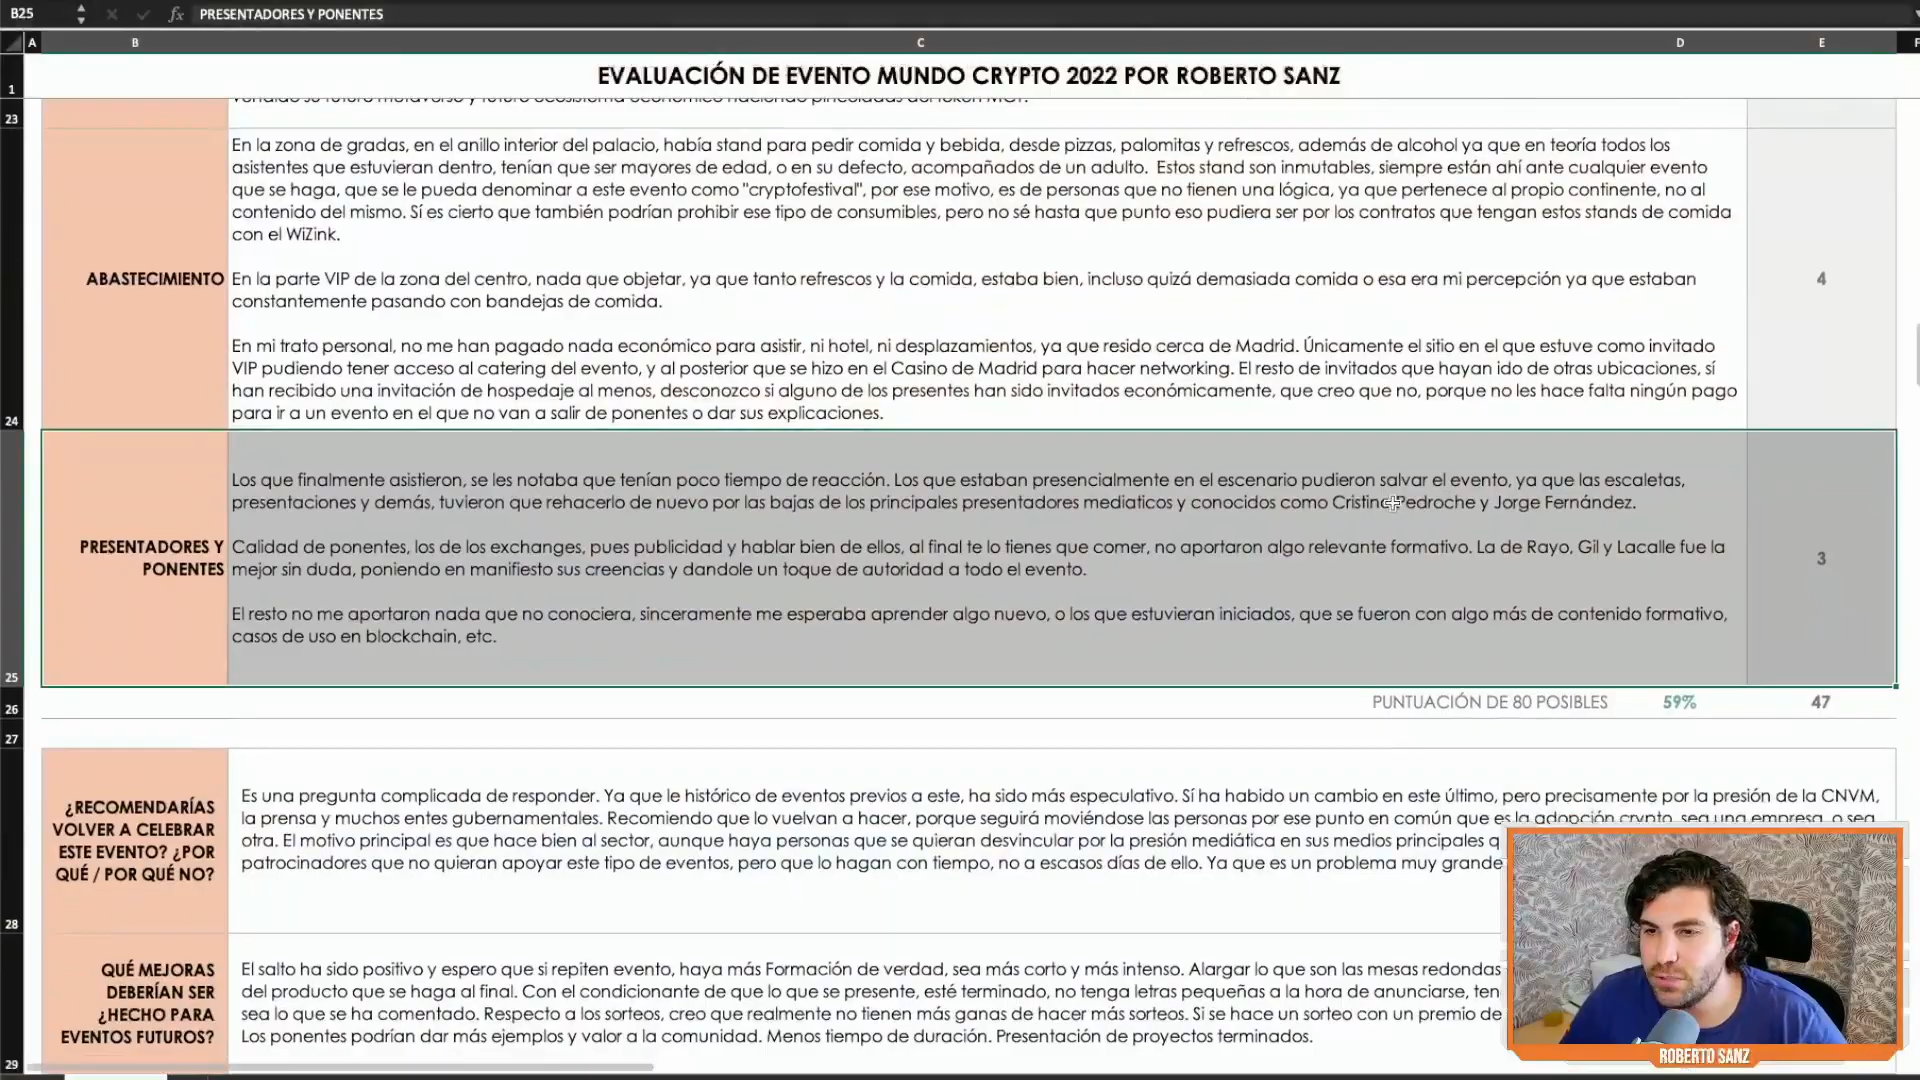 B25
fx PRESENTADORES Y PONENTES
A B C D E F
1 EVALUACIÓN DE EVENTO MUNDO CRYPTO 2022 POR ROBERTO SANZ
23
En la zona de gradas, en el anillo interior del palacio, había stand para pedir comida y bebida, desde pizzas, palomitas y refrescos, además de alcohol ya que en teoría todos los
asistentes que estuvieran dentro, tenían que ser mayores de edad, o en su defecto, acompañados de un adulto. Estos stand son inmutables, siempre están ahí ante cualquier evento
que se haga, que se le pueda denominar a este evento como "cryptofestival", por ese motivo, es de personas que no tienen una lógica, ya que pertenece al propio continente, no al
contenido del mismo. Sí es cierto que también podrían prohibir ese tipo de consumibles, pero no sé hasta que punto eso pudiera ser por los contratos que tengan estos stands de comida
con el WiZink.
ABASTECIMIENTO
En la parte VIP de la zona del centro, nada que objetar, ya que tanto refrescos y la comida, estaba bien, incluso quizá demasiada comida o esa era mi percepción ya que estaban
constantemente pasando con bandejas de comida.
4
En mi trato personal, no me han pagado nada económico para asistir, ni hotel, ni desplazamientos, ya que resido cerca de Madrid. Únicamente el sitio en el que estuve como invitado
VIP pudiendo tener acceso al catering del evento, y al posterior que se hizo en el Casino de Madrid para hacer networking. El resto de invitados que hayan ido de otras ubicaciones, sí
han recibido una invitación de hospedaje al menos, desconozco si alguno de los presentes han sido invitados económicamente, que creo que no, porque no les hace falta ningún pago
para ir a un evento en el que no van a salir de ponentes o dar sus explicaciones.
24
Los que finalmente asistieron, se les notaba que tenían poco tiempo de reacción. Los que estaban presencialmente en el escenario pudieron salvar el evento, ya que las escaletas,
presentaciones y demás, tuvieron que rehacerlo de nuevo por las bajas de los principales presentadores mediaticos y conocidos como Cristina Pedroche y Jorge Fernández.
PRESENTADORES Y
PONENTES
Calidad de ponentes, los de los exchanges, pues publicidad y hablar bien de ellos, al final te lo tienes que comer, no aportaron algo relevante formativo. La de Rayo, Gil y Lacalle fue la
mejor sin duda, poniendo en manifiesto sus creencias y dandole un toque de autoridad a todo el evento.
3
El resto no me aportaron nada que no conociera, sinceramente me esperaba aprender algo nuevo, o los que estuvieran iniciados, que se fueron con algo más de contenido formativo,
casos de uso en blockchain, etc.
25
26 PUNTUACIÓN DE 80 POSIBLES 59% 47
27
¿RECOMENDARÍAS
VOLVER A CELEBRAR
ESTE EVENTO? ¿POR
QUÉ / POR QUÉ NO?
Es una pregunta complicada de responder. Ya que le histórico de eventos previos a este, ha sido más especulativo. Sí ha habido un cambio en este último, pero precisamente por la presión de la CNVM,
la prensa y muchos entes gubernamentales. Recomiendo que lo vuelvan a hacer, porque seguirá moviéndose las personas por ese punto en común que es la adopción crypto, sea una empresa, o sea
otra. El motivo principal es que hace bien al sector, aunque haya personas que se quieran desvincular por la presión mediática en sus medios principales q
patrocinadores que no quieran apoyar este tipo de eventos, pero que lo hagan con tiempo, no a escasos días de ello. Ya que es un problema muy grande
28
QUÉ MEJORAS
DEBERÍAN SER
¿HECHO PARA
EVENTOS FUTUROS?
El salto ha sido positivo y espero que si repiten evento, haya más Formación de verdad, sea más corto y más intenso. Alargar lo que son las mesas redondas
del producto que se haga al final. Con el condicionante de que lo que se presente, esté terminado, no tenga letras pequeñas a la hora de anunciarse, ten
sea lo que se ha comentado. Respecto a los sorteos, creo que realmente no tienen más ganas de hacer más sorteos. Si se hace un sorteo con un premio de
Los ponentes podrían dar más ejemplos y valor a la comunidad. Menos tiempo de duración. Presentación de proyectos terminados.
29
ROBERTO SANZ